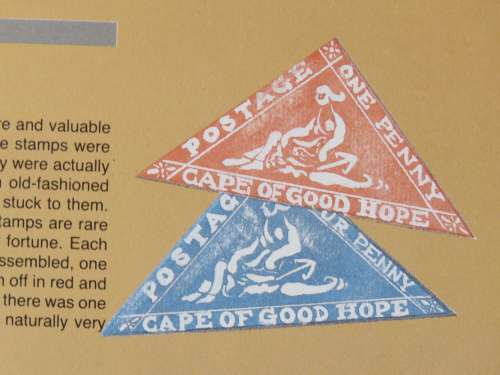 re and valuable
e stamps were
y were actually
old-fashioned
stuck to them.
tamps are rare
fortune. Each
ssembled, one
off in red and
there was one
naturally very
POSTAGE
ONE PENNY
CAPE OF GOOD HOPE
POSTAG
UR PENNY
CAPE OF GOOD HOPE